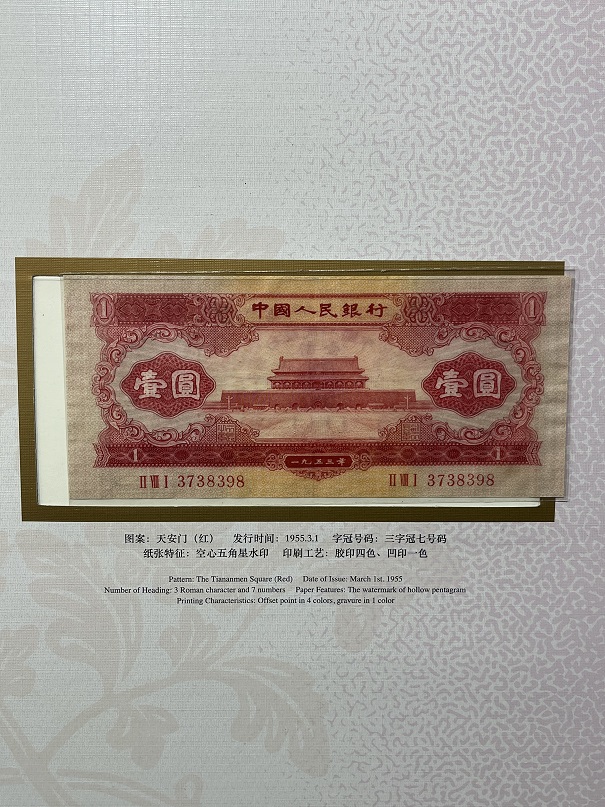 中國人民銀行
1 1
壹圓 壹圓
1 一九五三年 1
II VIII I 3738398 II VIII I 3738398
图案：天安门（红） 发行时间：1955.3.1 字冠号码：三字冠七号码
纸张特征：空心五角星水印 印刷工艺：胶印四色、凹印一色
Pattern: The Tiananmen Square (Red) Date of Issue: March 1st. 1955
Number of Heading: 3 Roman character and 7 numbers Paper Features: The watermark of hollow pentagram
Printing Characteristics: Offset point in 4 colors, gravure in 1 color